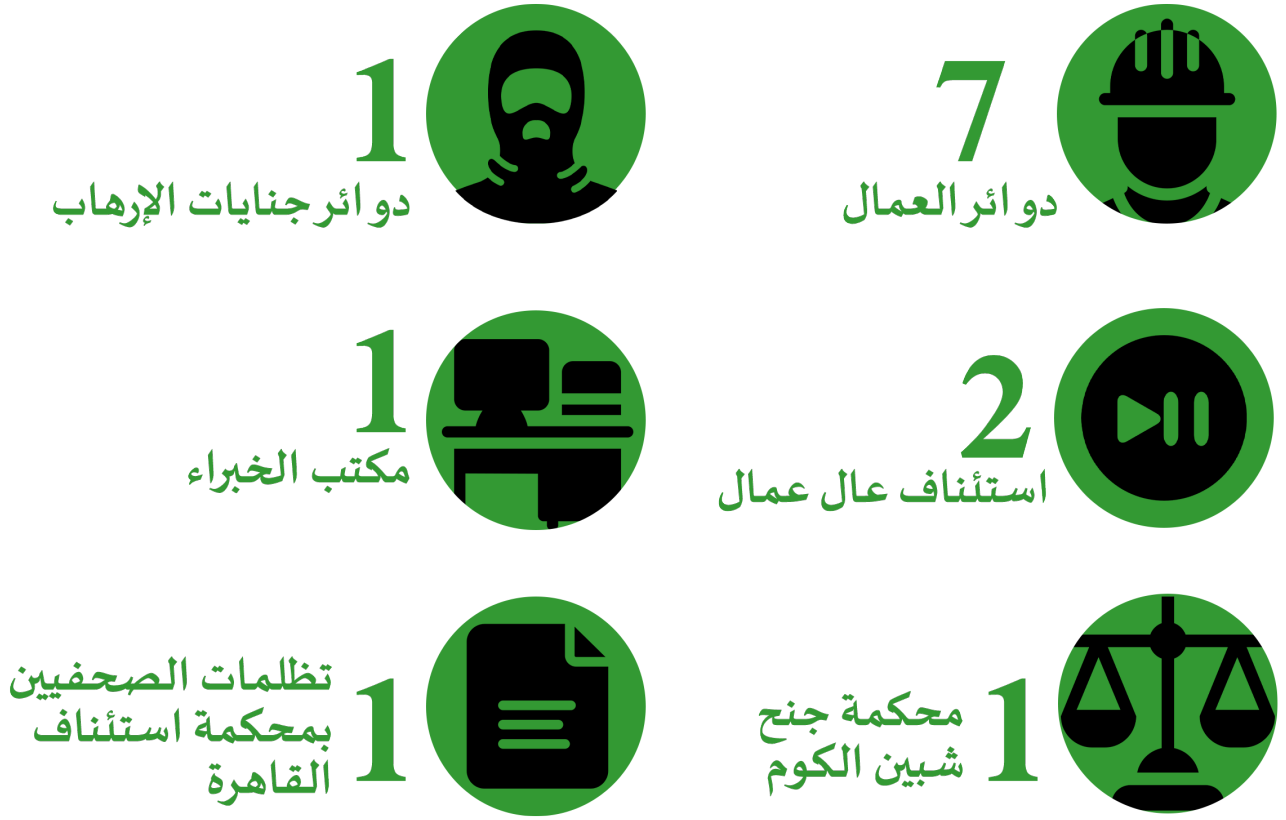 7
دوائر العمال
1
دوائر جنايات الإرهاب
2
استئناف عال عمال
1
مكتب الخبراء
1
محكمة جنح
شبين الكوم
1
تظلمات الصحفيين
بمحكمة استئناف
القاهرة